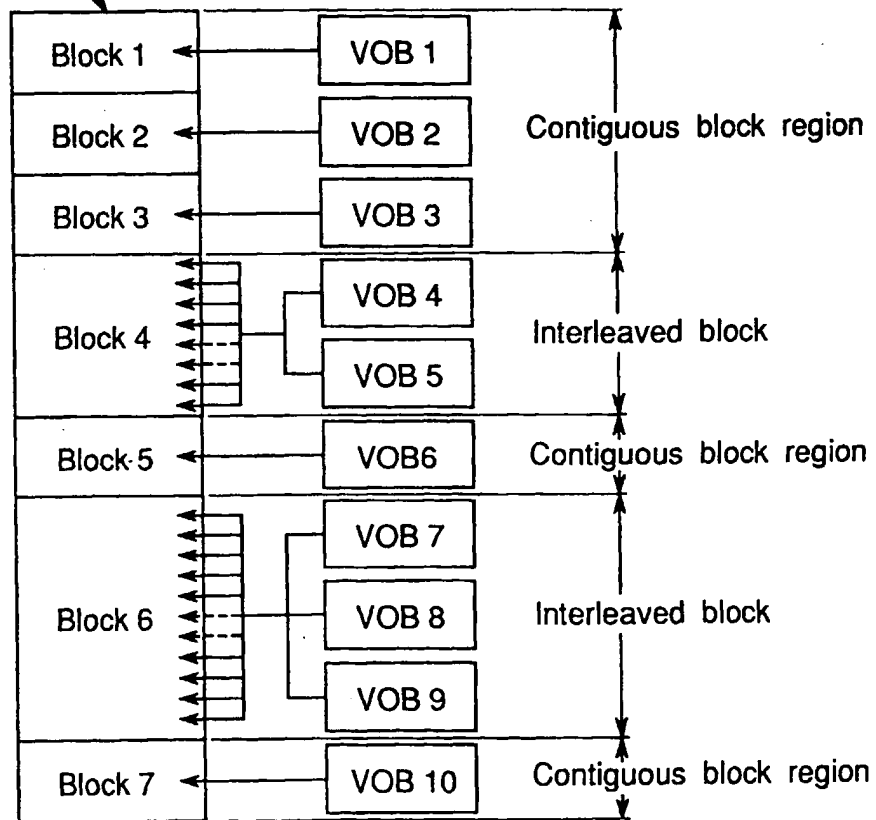 Block 1
VOB 1
Block 2
VOB 2
Contiguous block region
Block 3
VOB 3
Block 4
VOB 4
Interleaved block
VOB 5
Block 5
VOB6
Contiguous block region
Block 6
VOB 7
VOB 8
Interleaved block
VOB 9
Block 7
VOB 10
Contiguous block region